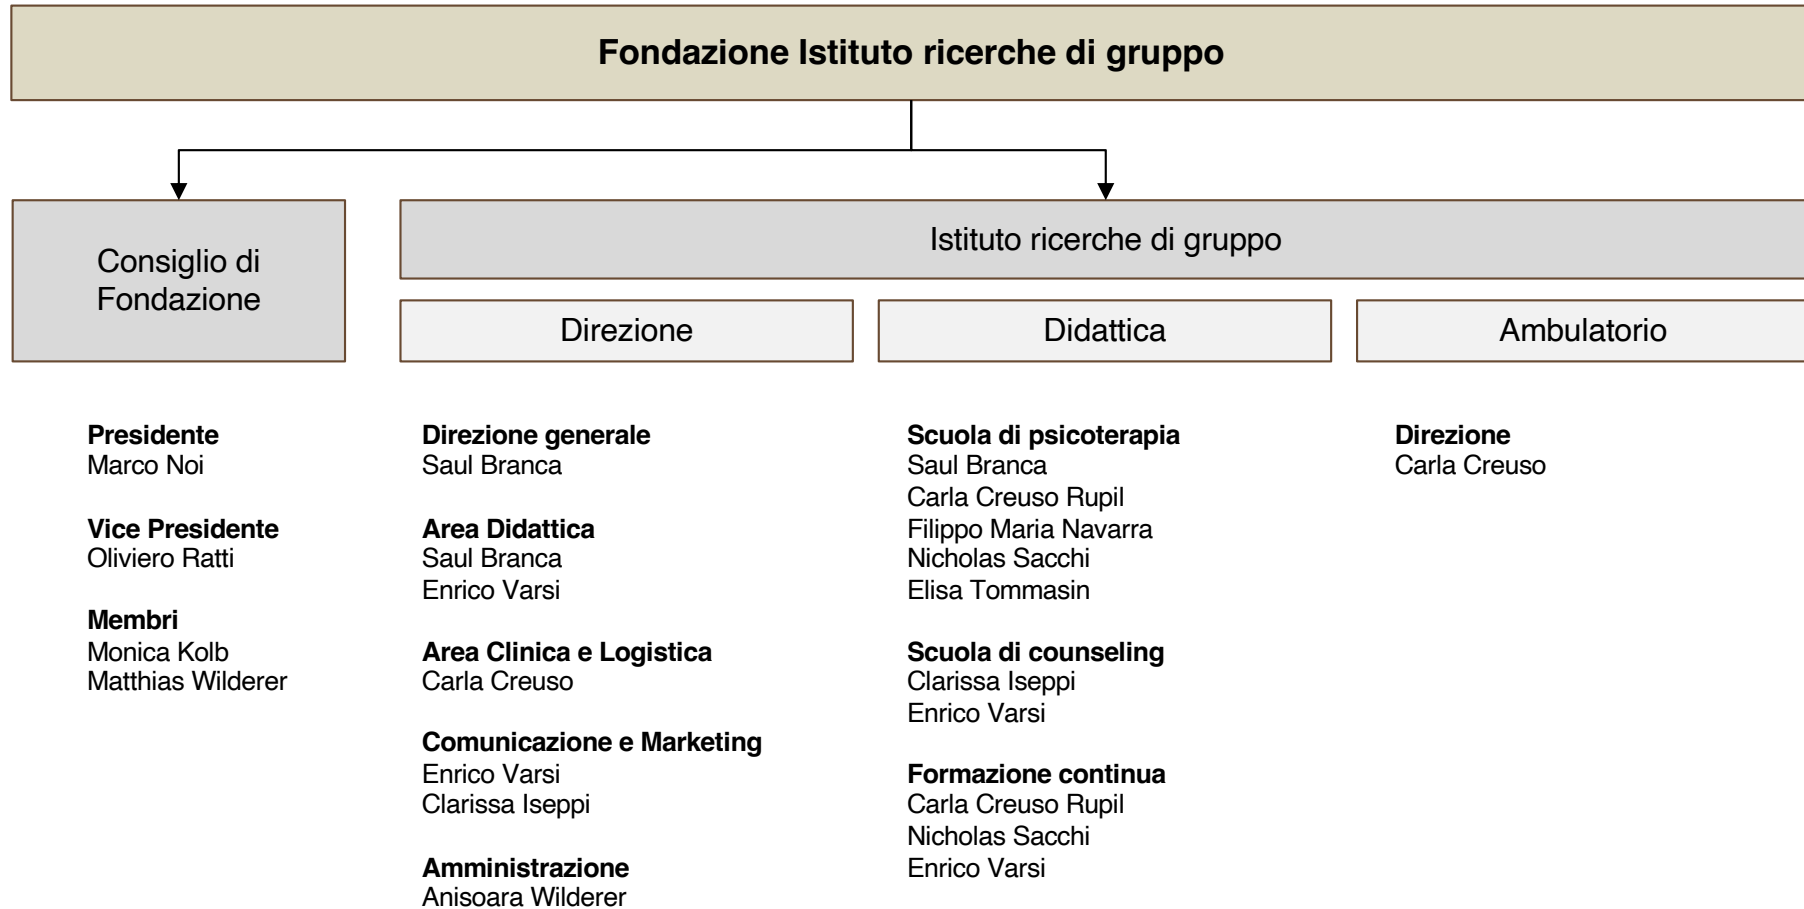 Fondazione Istituto ricerche di gruppo
Consiglio di
Fondazione
Istituto ricerche di gruppo
Direzione
Didattica
Ambulatorio
Presidente
Marco Noi
Vice Presidente
Oliviero Ratti
Membri
Monica Kolb
Matthias Wilderer
Direzione generale
Saul Branca
Area Didattica
Saul Branca
Enrico Varsi
Area Clinica e Logistica
Carla Creuso
Comunicazione e Marketing
Enrico Varsi
Clarissa Iseppi
Amministrazione
Anisoara Wilderer
Scuola di psicoterapia
Saul Branca
Carla Creuso Rupil
Filippo Maria Navarra
Nicholas Sacchi
Elisa Tommasin
Scuola di counseling
Clarissa Iseppi
Enrico Varsi
Formazione continua
Carla Creuso Rupil
Nicholas Sacchi
Enrico Varsi
Direzione
Carla Creuso